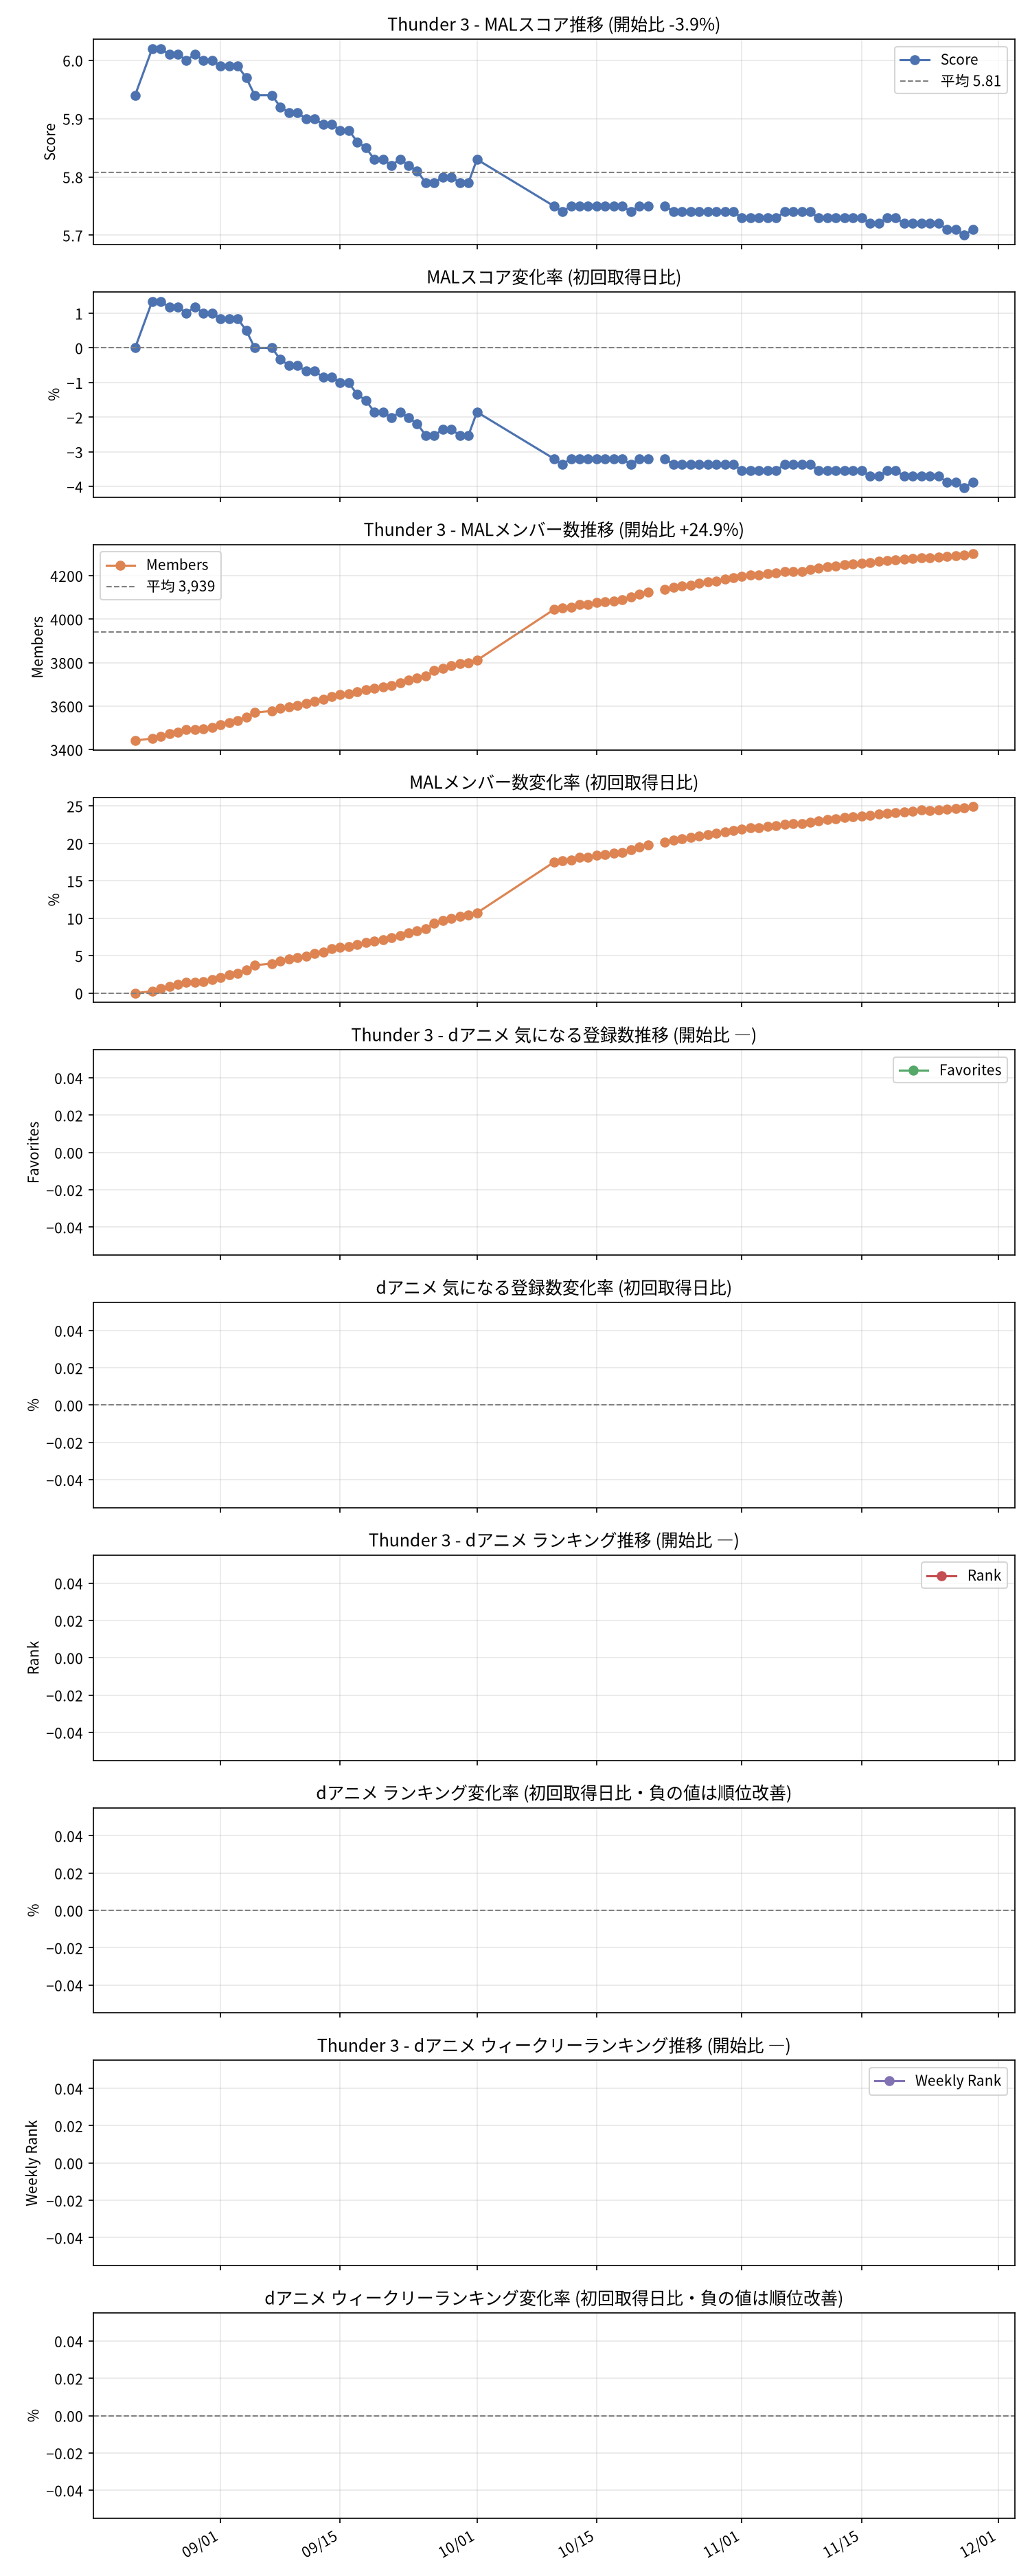 Thunder 3 - MALスコア推移 (開始比 -3.9%)
Score
6.0
5.9
5.8
5.7
Score
平均 5.81
MALスコア変化率 (初回取得日比)
%
1
0
−1
−2
−3
−4
Thunder 3 - MALメンバー数推移 (開始比 +24.9%)
Members
4200
4000
3800
3600
3400
Members
平均 3,939
MALメンバー数変化率 (初回取得日比)
%
25
20
15
10
5
0
Thunder 3 - dアニメ 気になる登録数推移 (開始比 —)
Favorites
0.04
0.02
0.00
−0.02
−0.04
Favorites
dアニメ 気になる登録数変化率 (初回取得日比)
%
0.04
0.02
0.00
−0.02
−0.04
Thunder 3 - dアニメ ランキング推移 (開始比 —)
Rank
0.04
0.02
0.00
−0.02
−0.04
Rank
dアニメ ランキング変化率 (初回取得日比・負の値は順位改善)
%
0.04
0.02
0.00
−0.02
−0.04
Thunder 3 - dアニメ ウィークリーランキング推移 (開始比 —)
Weekly Rank
0.04
0.02
0.00
−0.02
−0.04
Weekly Rank
dアニメ ウィークリーランキング変化率 (初回取得日比・負の値は順位改善)
%
0.04
0.02
0.00
−0.02
−0.04
09/01
09/15
10/01
10/15
11/01
11/15
12/01